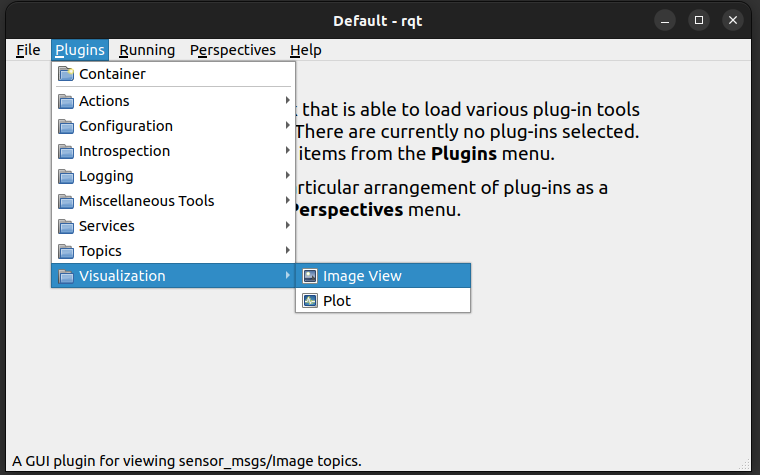 Default - rqt
File Plugins Running Perspectives Help
Container
Actions
Configuration
Introspection
Logging
Miscellaneous Tools
Services
Topics
Visualization
Image View
Plot
that is able to load various plug-in tools
There are currently no plug-ins selected.
items from the Plugins menu.
articular arrangement of plug-ins as a
Perspectives menu.
A GUI plugin for viewing sensor_msgs/Image topics.